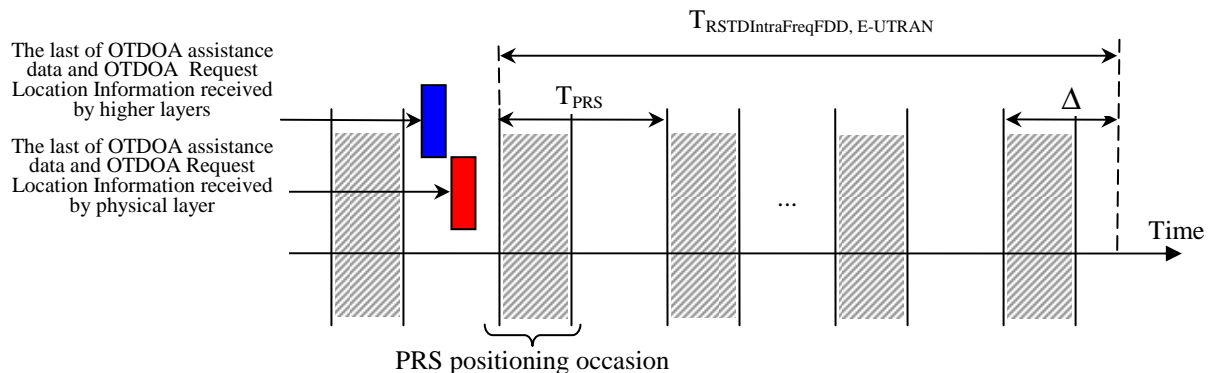 The last of OTDOA assistance
data and OTDOA Request
Location Information received
by higher layers
The last of OTDOA assistance
data and OTDOA Request
Location Information received
by physical layer
T_RSTDIntraFreqFDD, E-UTRAN
T_PRS
Δ
...
Time
PRS positioning occasion